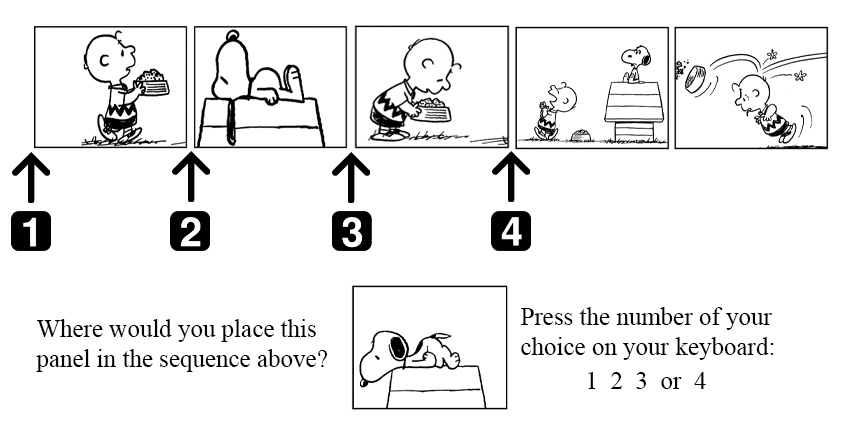 1 2 3 4
Where would you place this
panel in the sequence above?
Press the number of your
choice on your keyboard:
1 2 3 or 4